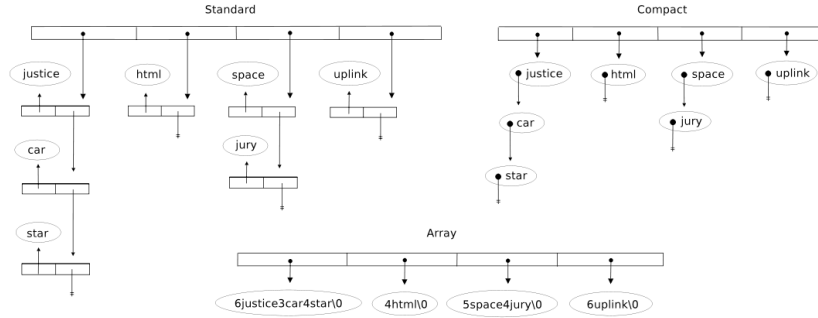 Standard
justice
html
space
uplink
car
jury
star
Compact
justice
html
space
uplink
car
jury
star
Array
6justice3car4star\0
4html\0
5space4jury\0
6uplink\0